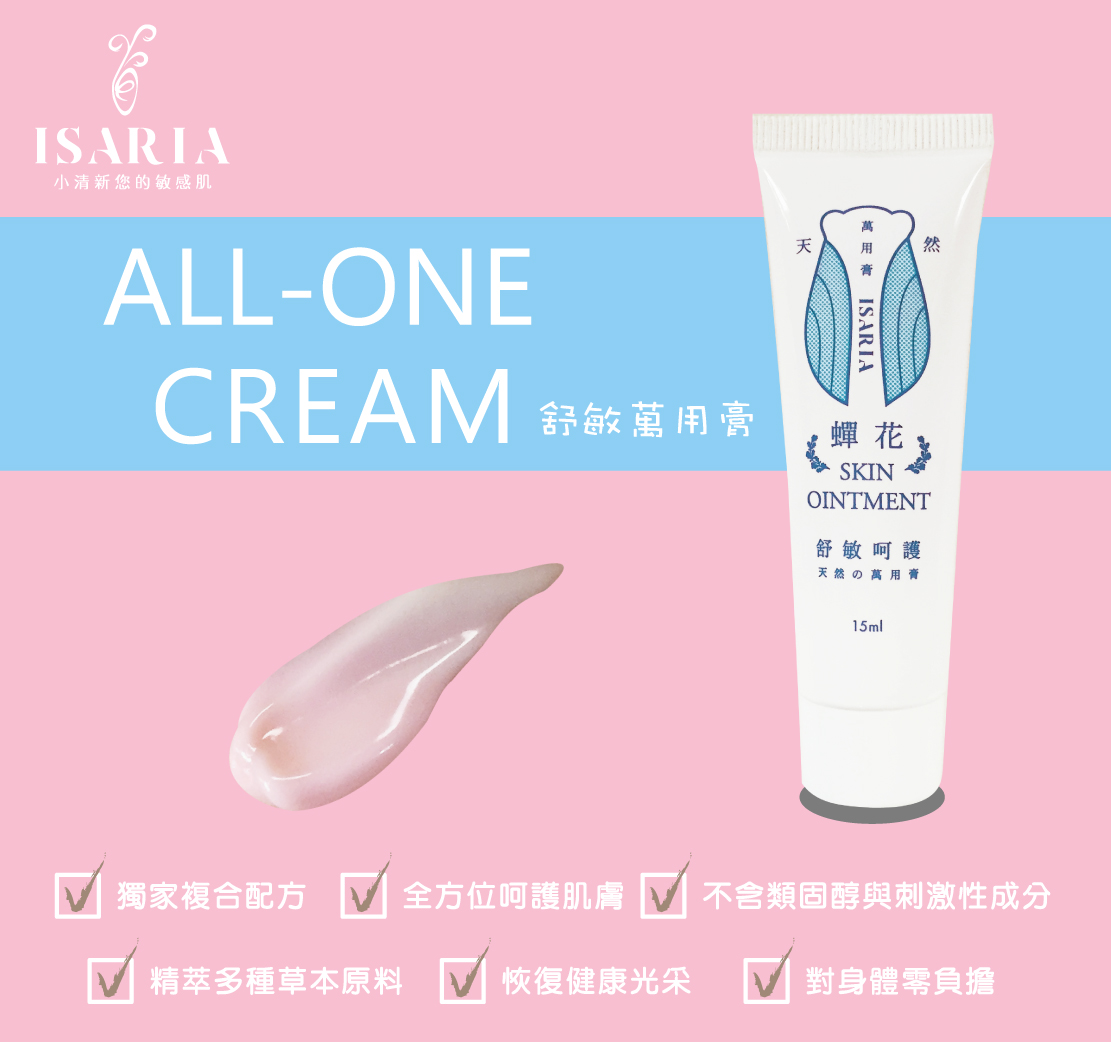 ISARIA
小清新您的敏感肌
ALL-ONE
CREAM 舒敏萬用膏
天 萬用膏 然
ISARIA
蟬花
SKIN
OINTMENT
舒敏呵護
天然の萬用膏
15ml
獨家複合配方 全方位呵護肌膚 不含類固醇與刺激性成分
精萃多種草本原料 恢復健康光采 對身體零負擔